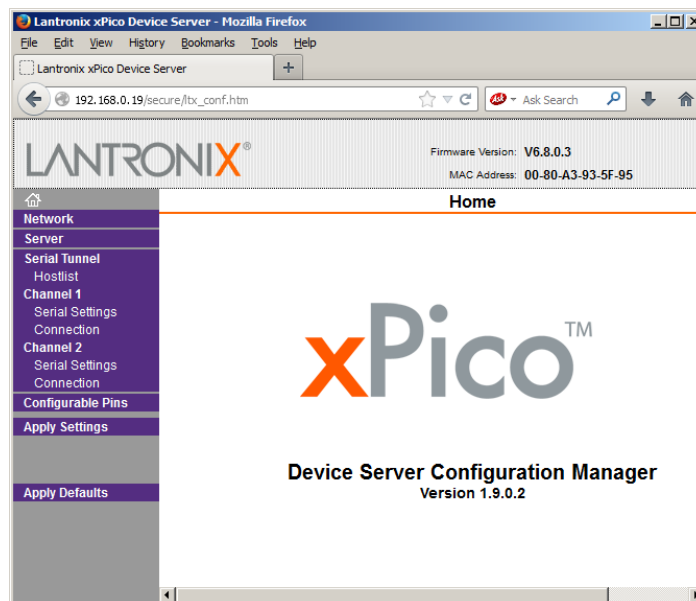 Lantronix xPico Device Server - Mozilla Firefox
File Edit View History Bookmarks Tools Help
Lantronix xPico Device Server +
192.168.0.19/secure/ltx_conf.htm Ask Ask Search
LANTRONIX®
Firmware Version: V6.8.0.3
MAC Address: 00-80-A3-93-5F-95
Home
Network
Server
Serial Tunnel
Hostlist
Channel 1
Serial Settings
Connection
Channel 2
Serial Settings
Connection
Configurable Pins
Apply Settings
Apply Defaults
xPico™
Device Server Configuration Manager
Version 1.9.0.2